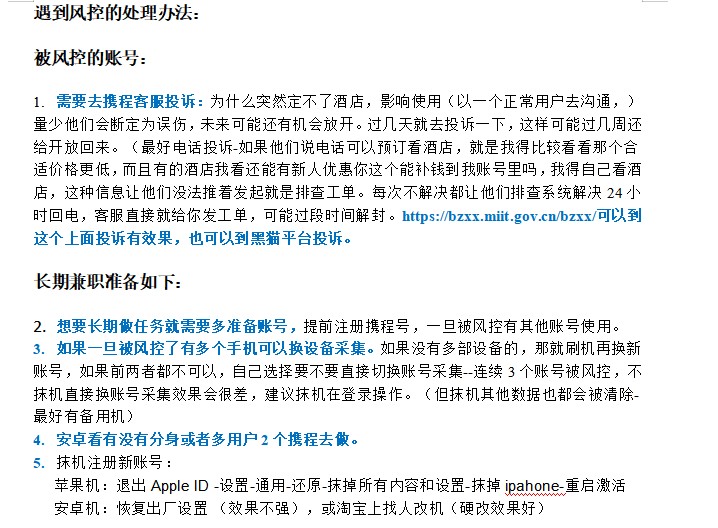 遇到风控的处理办法：
被风控的账号：
1. 需要去携程客服投诉：为什么突然定不了酒店，影响使用（以一个正常用户去沟通，）
量少他们会断定为误伤，未来可能还有机会放开。过几天就去投诉一下，这样可能过几周还
给开放回来。（最好电话投诉-如果他们说电话可以预订看酒店，就是我得比较看看那个合
适价格更低，而且有的酒店我看还能有新人优惠你这个能补钱到我账号里吗，我得自己看酒
店，这种信息让他们没法推着发起就是排查工单。每次不解决都让他们排查系统解决 24 小
时回电，客服直接就给你发工单，可能过段时间解封。https://bzxx.miit.gov.cn/bzxx/可以到
这个上面投诉有效果，也可以到黑猫平台投诉。
长期兼职准备如下：
2. 想要长期做任务就需要多准备账号，提前注册携程号，一旦被风控有其他账号使用。
3. 如果一旦被风控了有多个手机可以换设备采集。如果没有多部设备的，那就刷机再换新
账号，如果前两者都不可以，自己选择要不要直接切换账号采集--连续 3 个账号被风控，不
抹机直接换账号采集效果会很差，建议抹机在登录操作。（但抹机其他数据也都会被清除-
最好有备用机）
4. 安卓看有没有分身或者多用户 2 个携程去做。
5. 抹机注册新账号：
苹果机：退出 Apple ID -设置-通用-还原-抹掉所有内容和设置-抹掉 ipahone-重启激活
安卓机：恢复出厂设置 （效果不强），或淘宝上找人改机（硬改效果好）